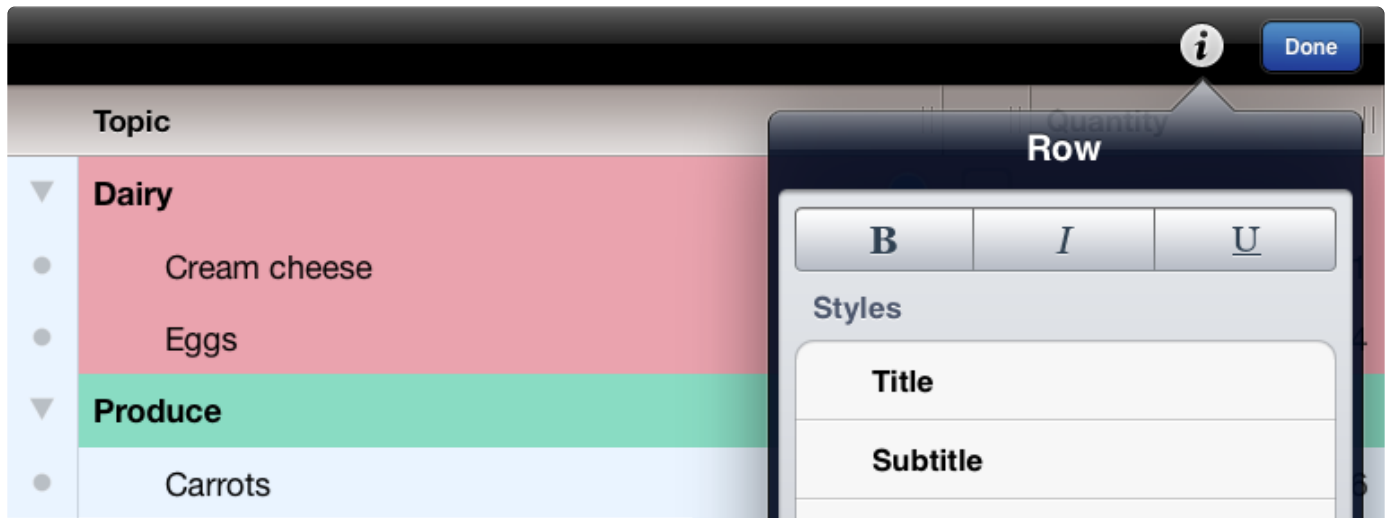 Done
Topic
Quantity
Row
Dairy
B I U
Cream cheese
Styles
Eggs
Title
Produce
Subtitle
Carrots